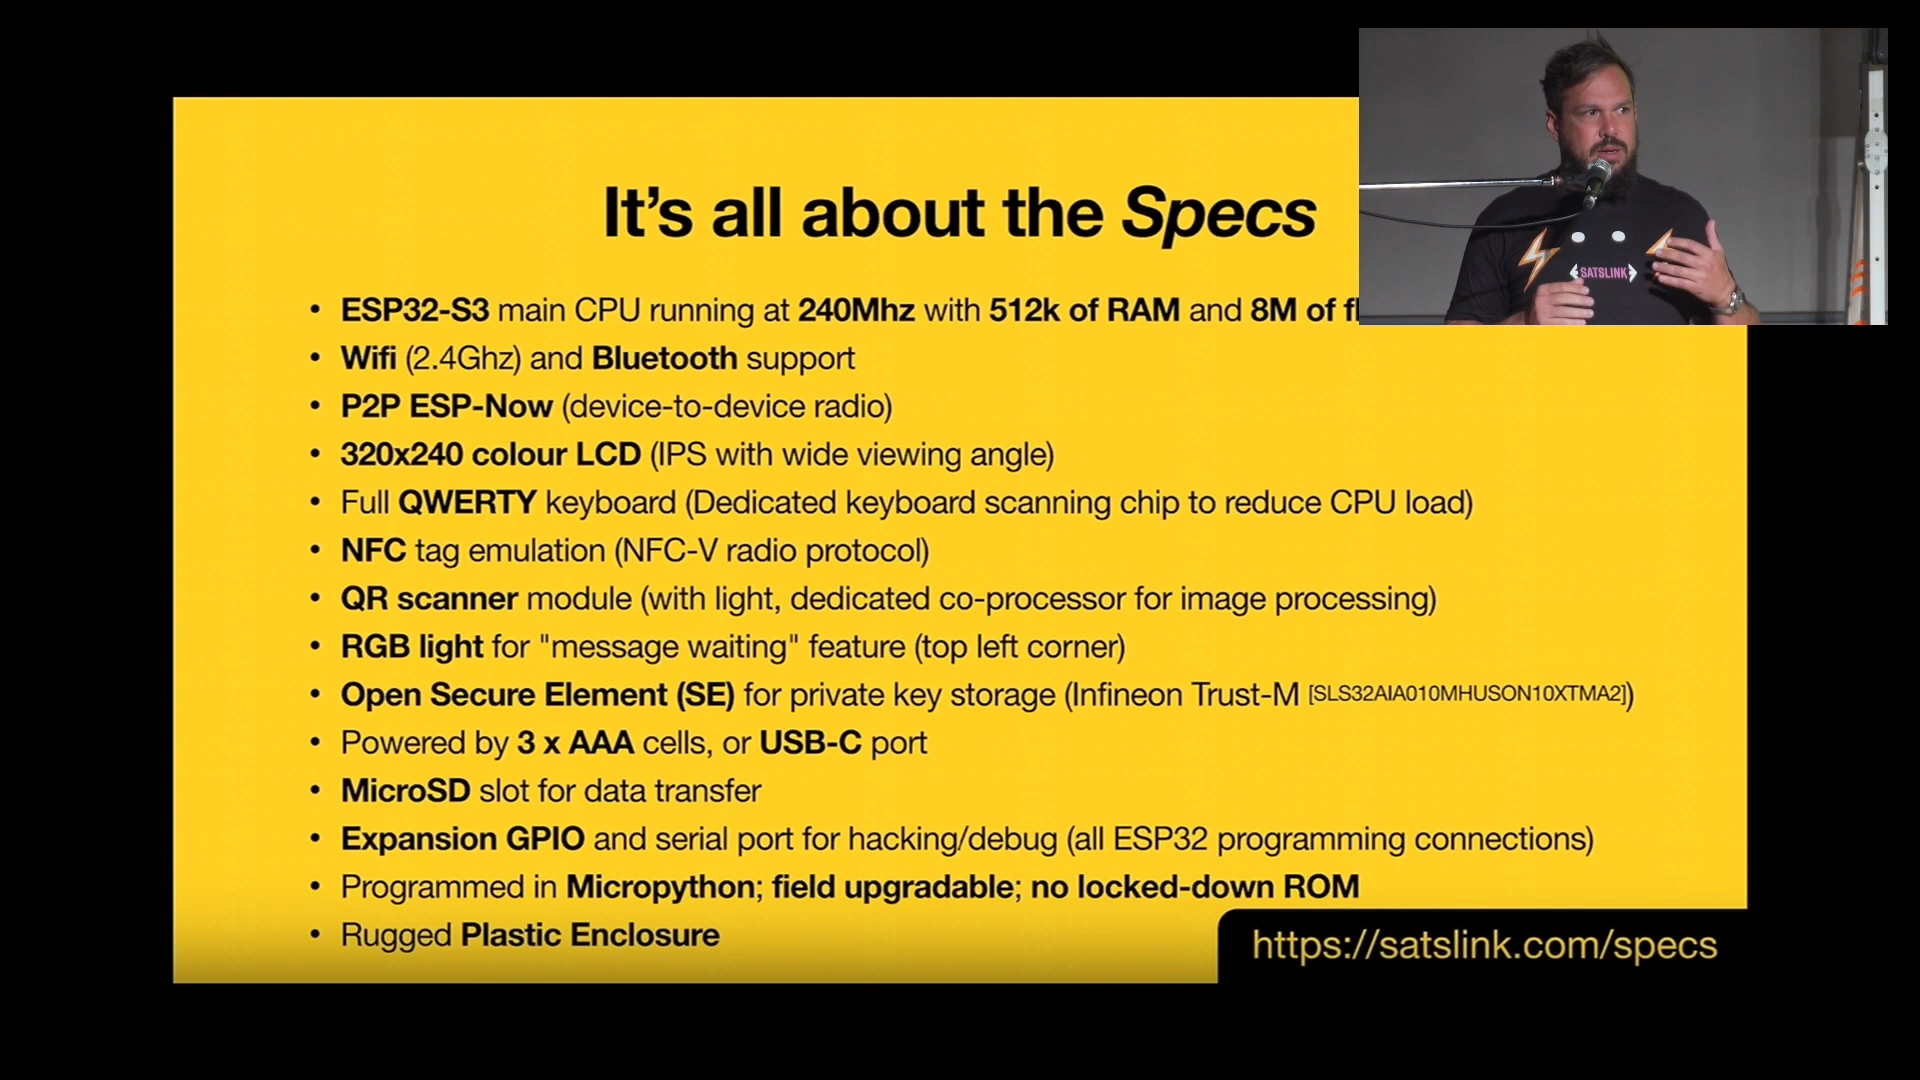 It's all about the Specs
• ESP32-S3 main CPU running at 240Mhz with 512k of RAM and 8M of
• Wifi (2.4Ghz) and Bluetooth support
• P2P ESP-Now (device-to-device radio)
• 320x240 colour LCD (IPS with wide viewing angle)
• Full QWERTY keyboard (Dedicated keyboard scanning chip to reduce CPU load)
• NFC tag emulation (NFC-V radio protocol)
• QR scanner module (with light, dedicated co-processor for image processing)
• RGB light for "message waiting" feature (top left corner)
• Open Secure Element (SE) for private key storage (Infineon Trust-M [SLS32AIA010MHUSON10XTMA2])
• Powered by 3 x AAA cells, or USB-C port
• MicroSD slot for data transfer
• Expansion GPIO and serial port for hacking/debug (all ESP32 programming connections)
• Programmed in Micropython; field upgradable; no locked-down ROM
• Rugged Plastic Enclosure
https://satslink.com/specs
SATSLINK